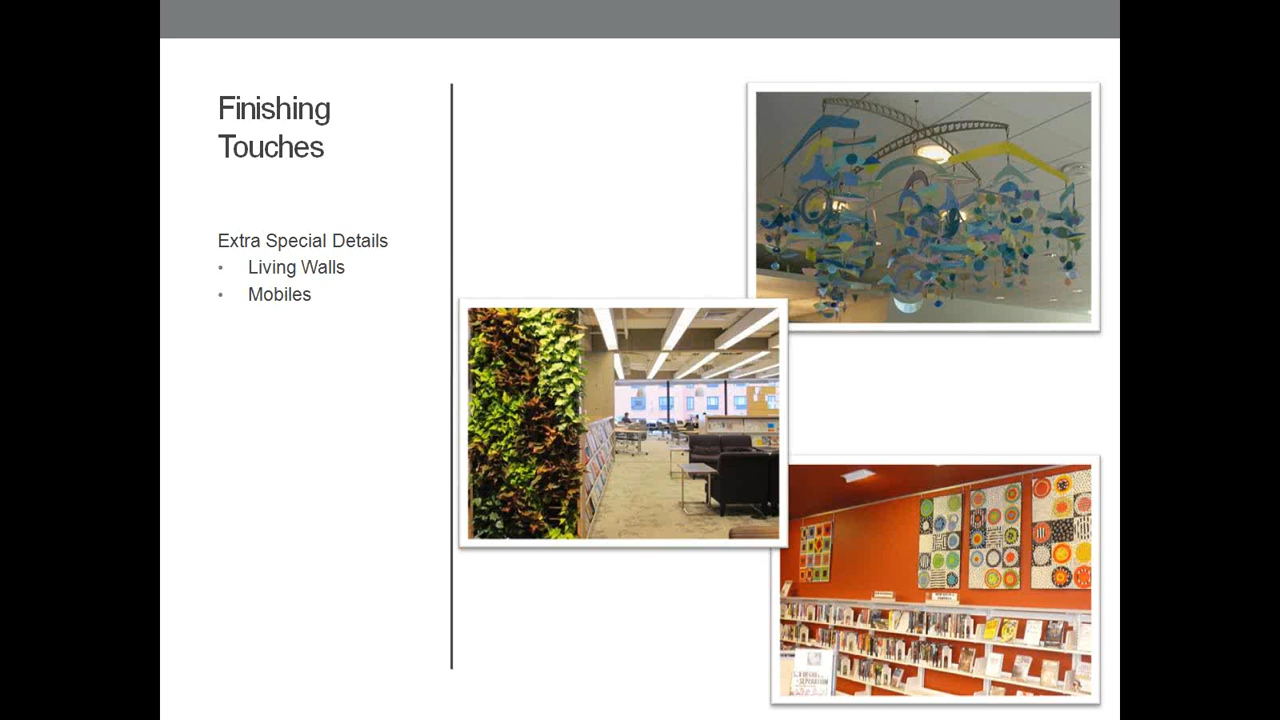 Finishing
Touches
Extra Special Details
• Living Walls
• Mobiles